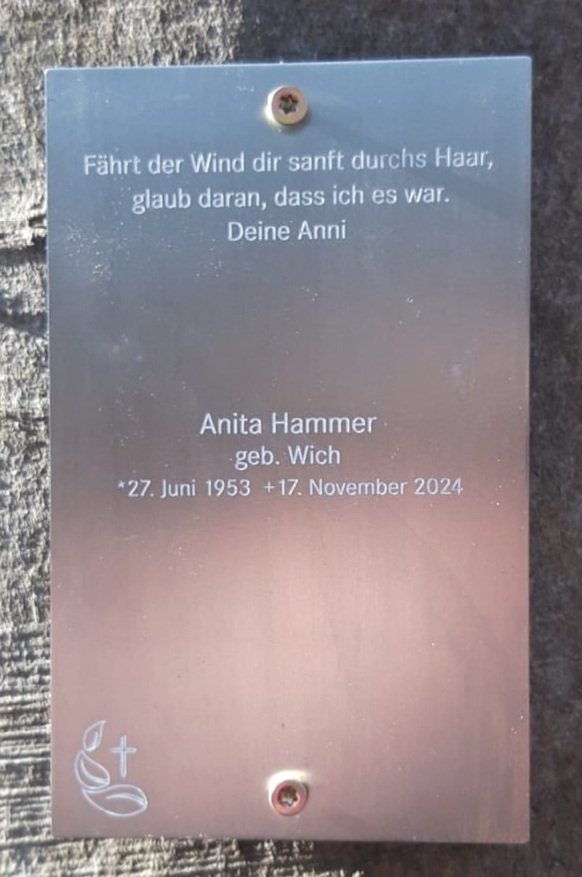 Fährt der Wind dir sanft durchs Haar,
glaub daran, dass ich es war.
Deine Anni
Anita Hammer
geb. Wich
*27. Juni 1953 +17. November 2024